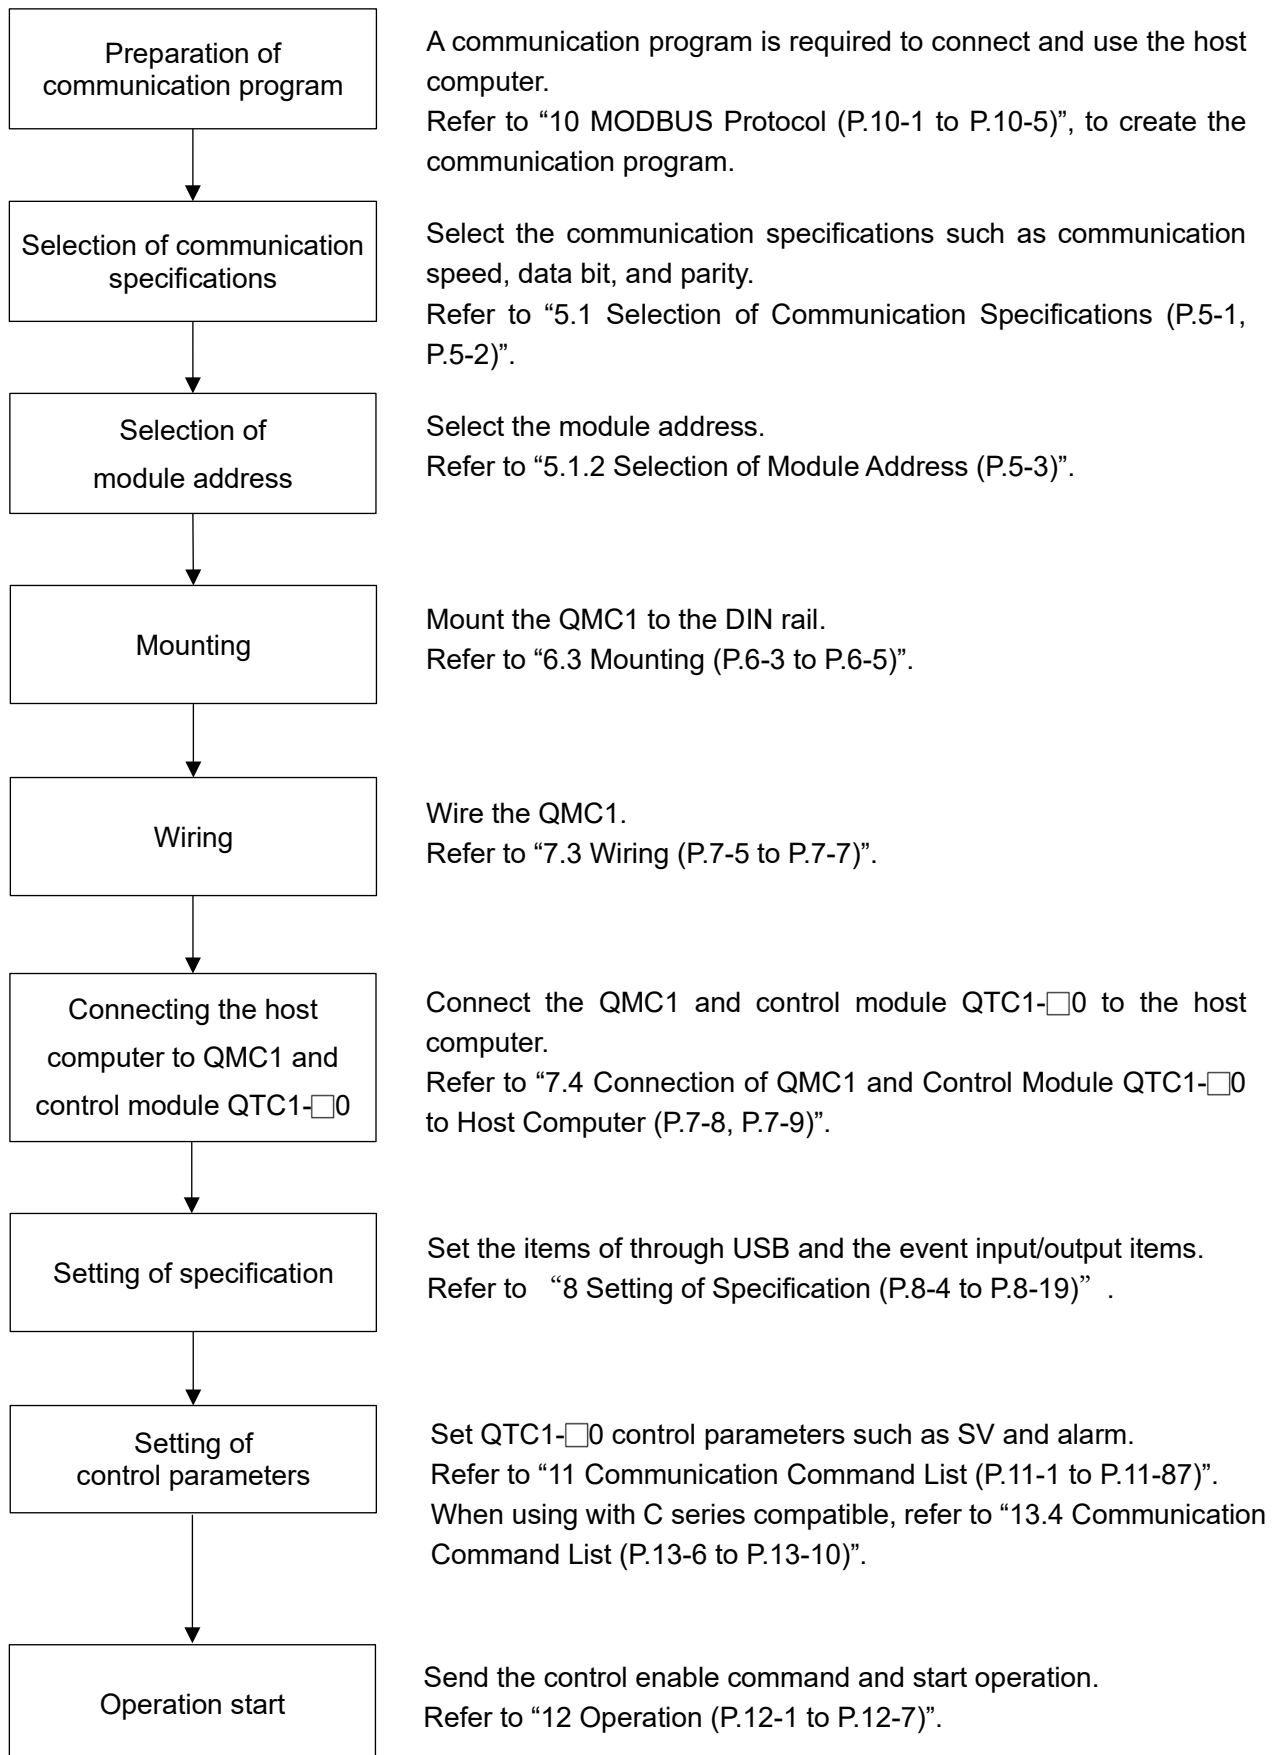 Preparation of
communication program
A communication program is required to connect and use the host
computer.
Refer to “10 MODBUS Protocol (P.10-1 to P.10-5)”, to create the
communication program.
Selection of communication
specifications
Select the communication specifications such as communication
speed, data bit, and parity.
Refer to “5.1 Selection of Communication Specifications (P.5-1,
P.5-2)”.
Selection of
module address
Select the module address.
Refer to “5.1.2 Selection of Module Address (P.5-3)”.
Mounting
Mount the QMC1 to the DIN rail.
Refer to “6.3 Mounting (P.6-3 to P.6-5)”.
Wiring
Wire the QMC1.
Refer to “7.3 Wiring (P.7-5 to P.7-7)”.
Connecting the host
computer to QMC1 and
control module QTC1-□0
Connect the QMC1 and control module QTC1-□0 to the host
computer.
Refer to “7.4 Connection of QMC1 and Control Module QTC1-□0
to Host Computer (P.7-8, P.7-9)”.
Setting of specification
Set the items of through USB and the event input/output items.
Refer to “8 Setting of Specification (P.8-4 to P.8-19)” .
Setting of
control parameters
Set QTC1-□0 control parameters such as SV and alarm.
Refer to “11 Communication Command List (P.11-1 to P.11-87)”.
When using with C series compatible, refer to “13.4 Communication
Command List (P.13-6 to P.13-10)”.
Operation start
Send the control enable command and start operation.
Refer to “12 Operation (P.12-1 to P.12-7)”.